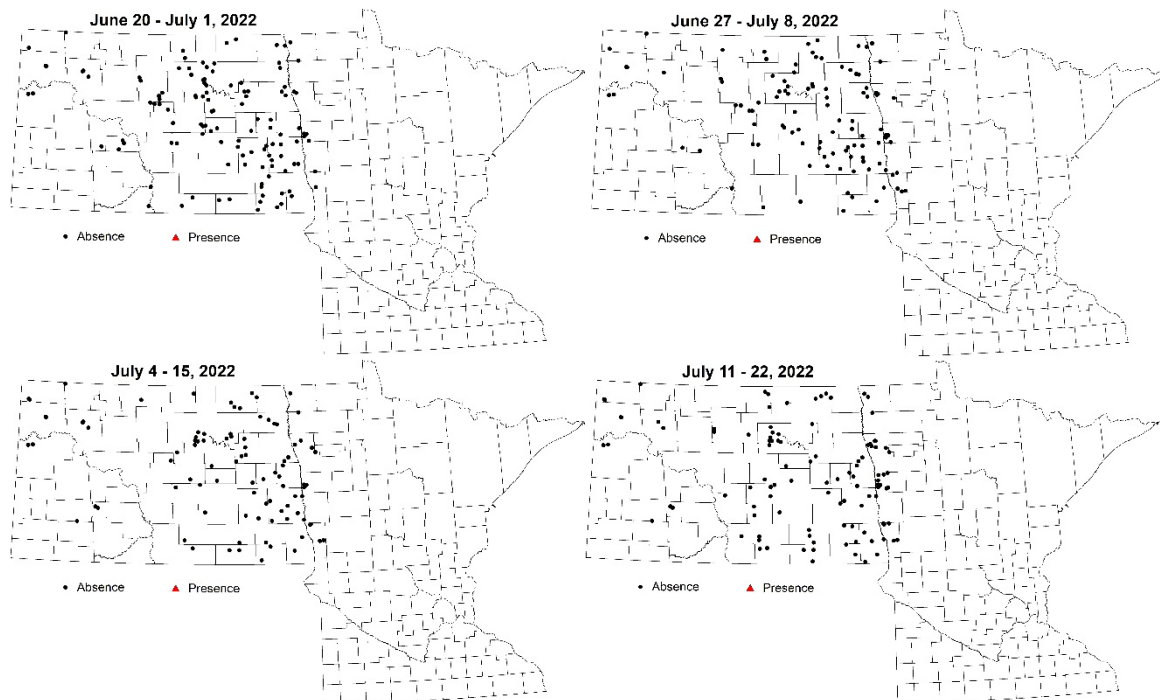 June 20 - July 1, 2022
June 27 - July 8, 2022
Absence
Presence
Absence
Presence
July 4 - 15, 2022
July 11 - 22, 2022
Absence
Presence
Absence
Presence